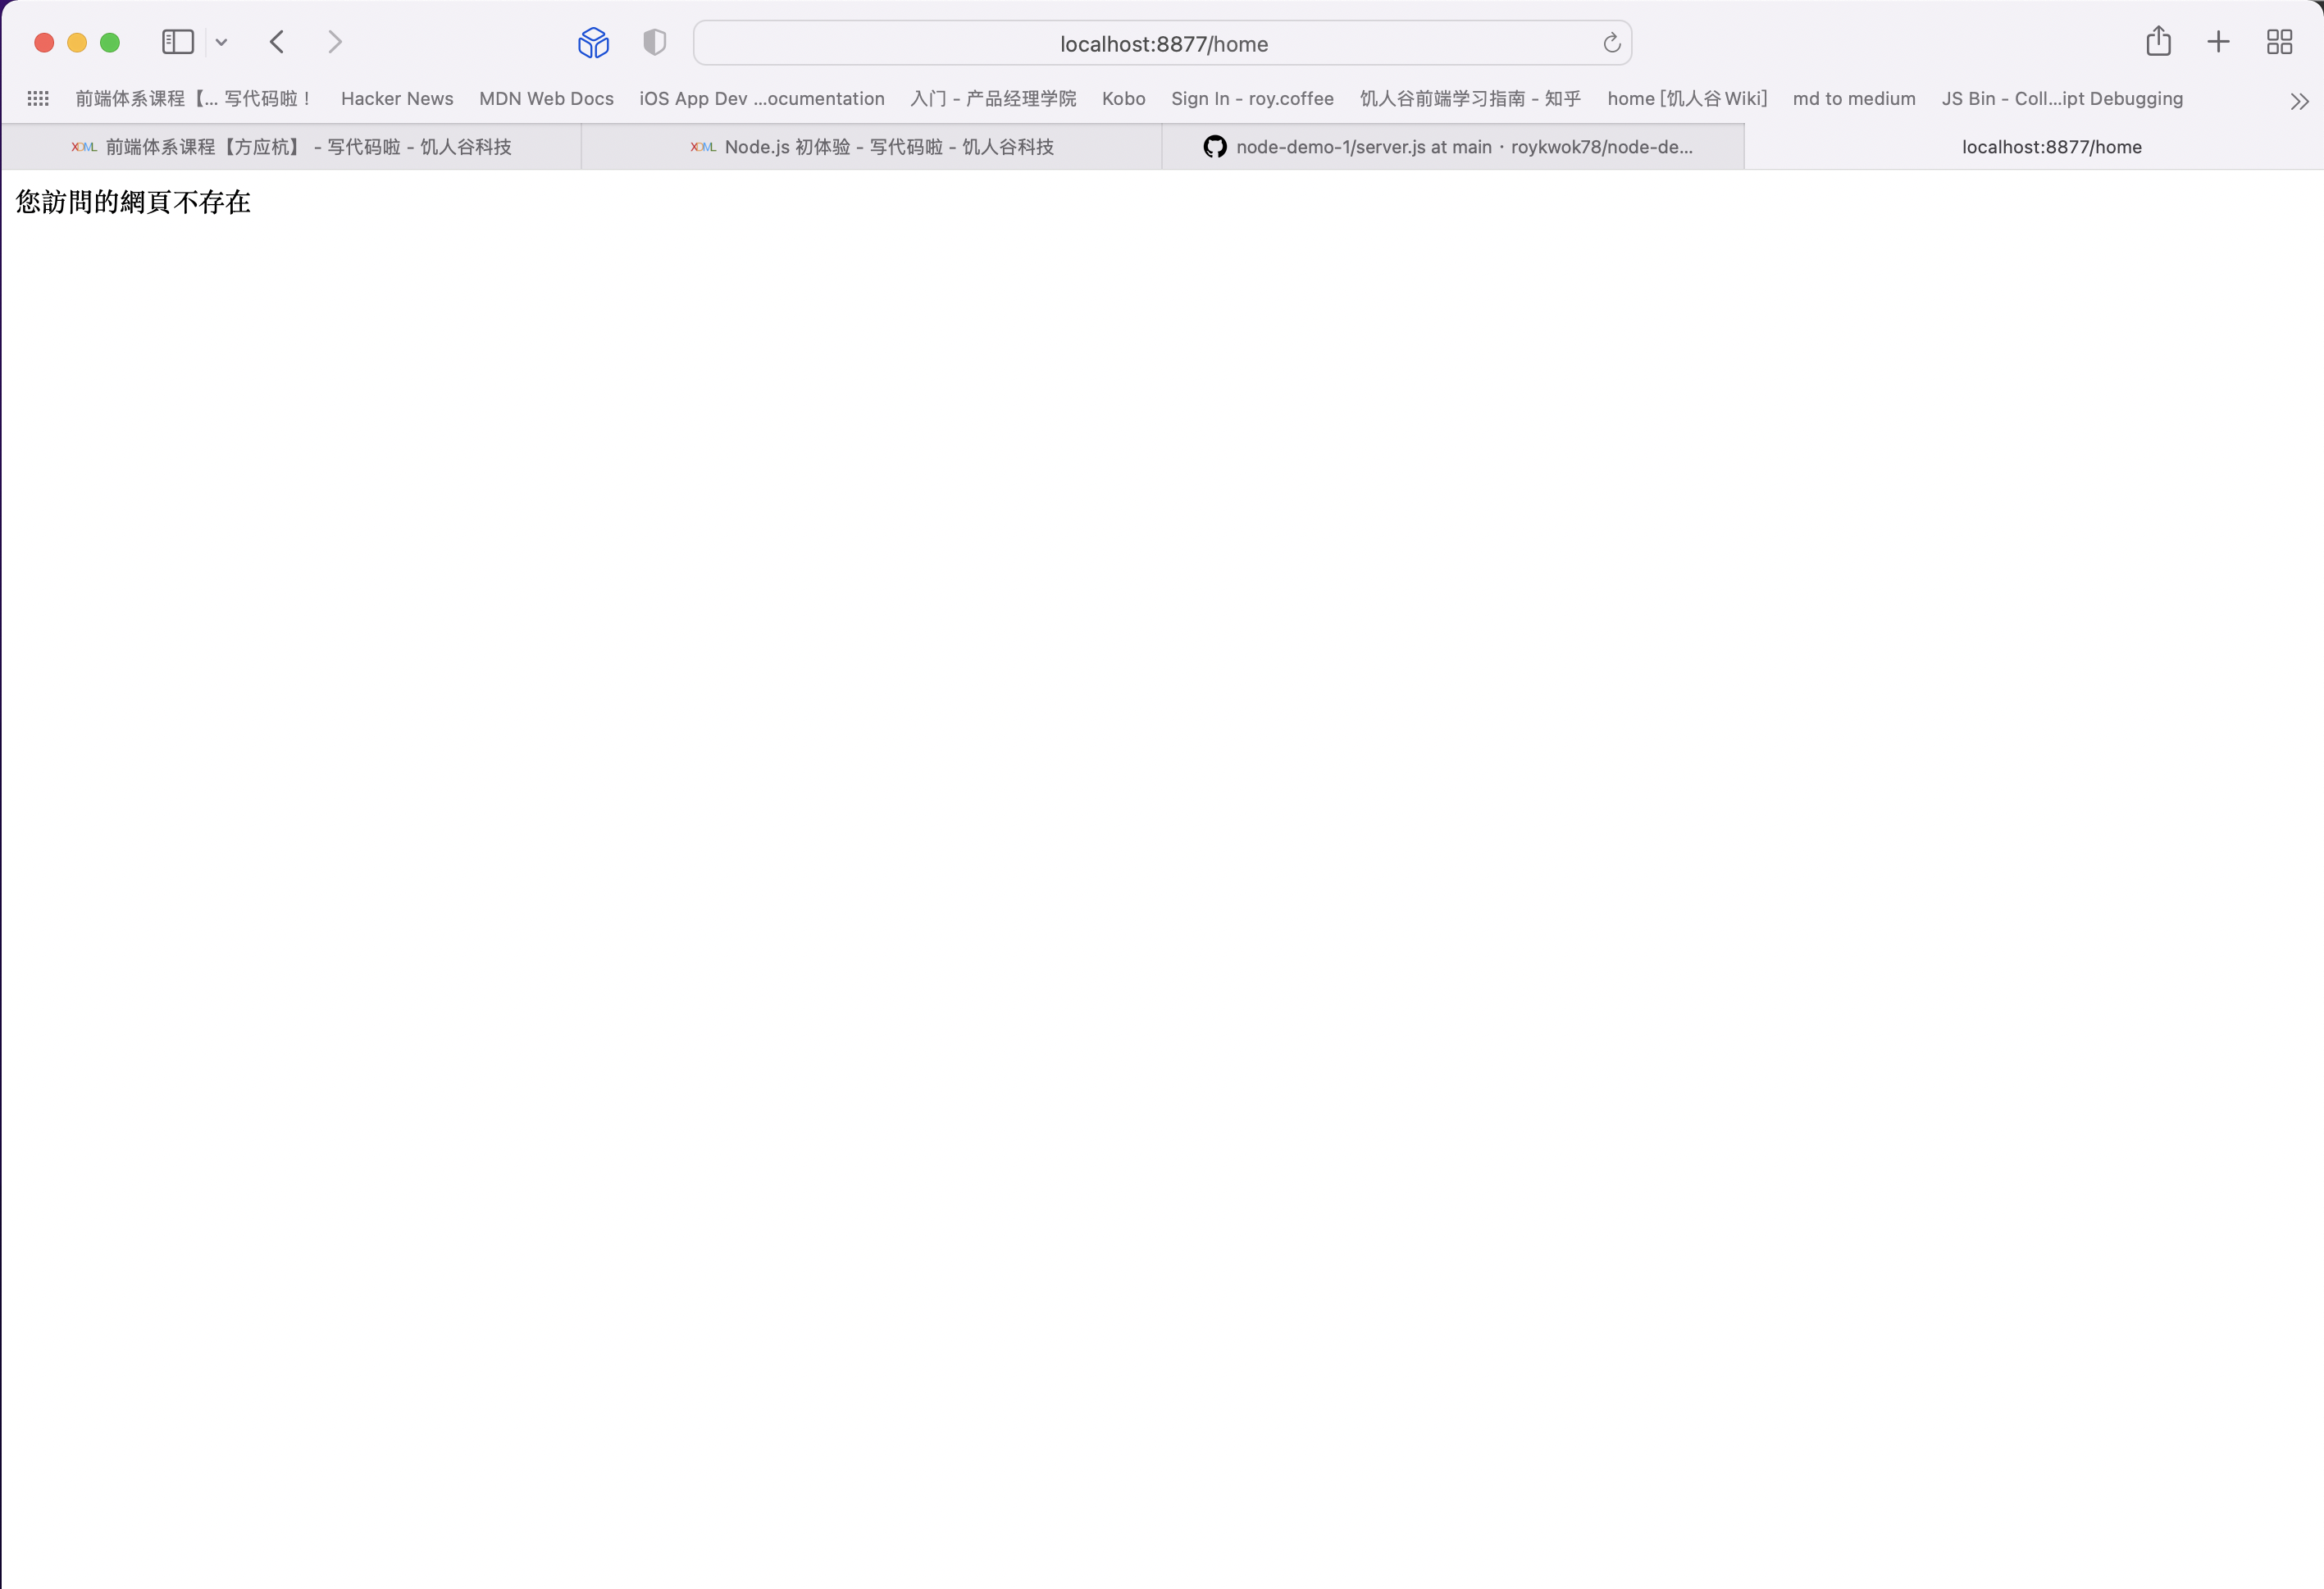 localhost:8877/home
前端体系课程【... 写代码啦！
Hacker News
MDN Web Docs
iOS App Dev ...ocumentation
入门 - 产品经理学院
Kobo
Sign In - roy.coffee
饥人谷前端学习指南 - 知乎
home [饥人谷 Wiki]
md to medium
JS Bin - Coll...ipt Debugging
XDML 前端体系课程【方应杭】 - 写代码啦 - 饥人谷科技
XDML Node.js 初体验 - 写代码啦 - 饥人谷科技
node-demo-1/server.js at main · roykwok78/node-de...
localhost:8877/home
您訪問的網頁不存在